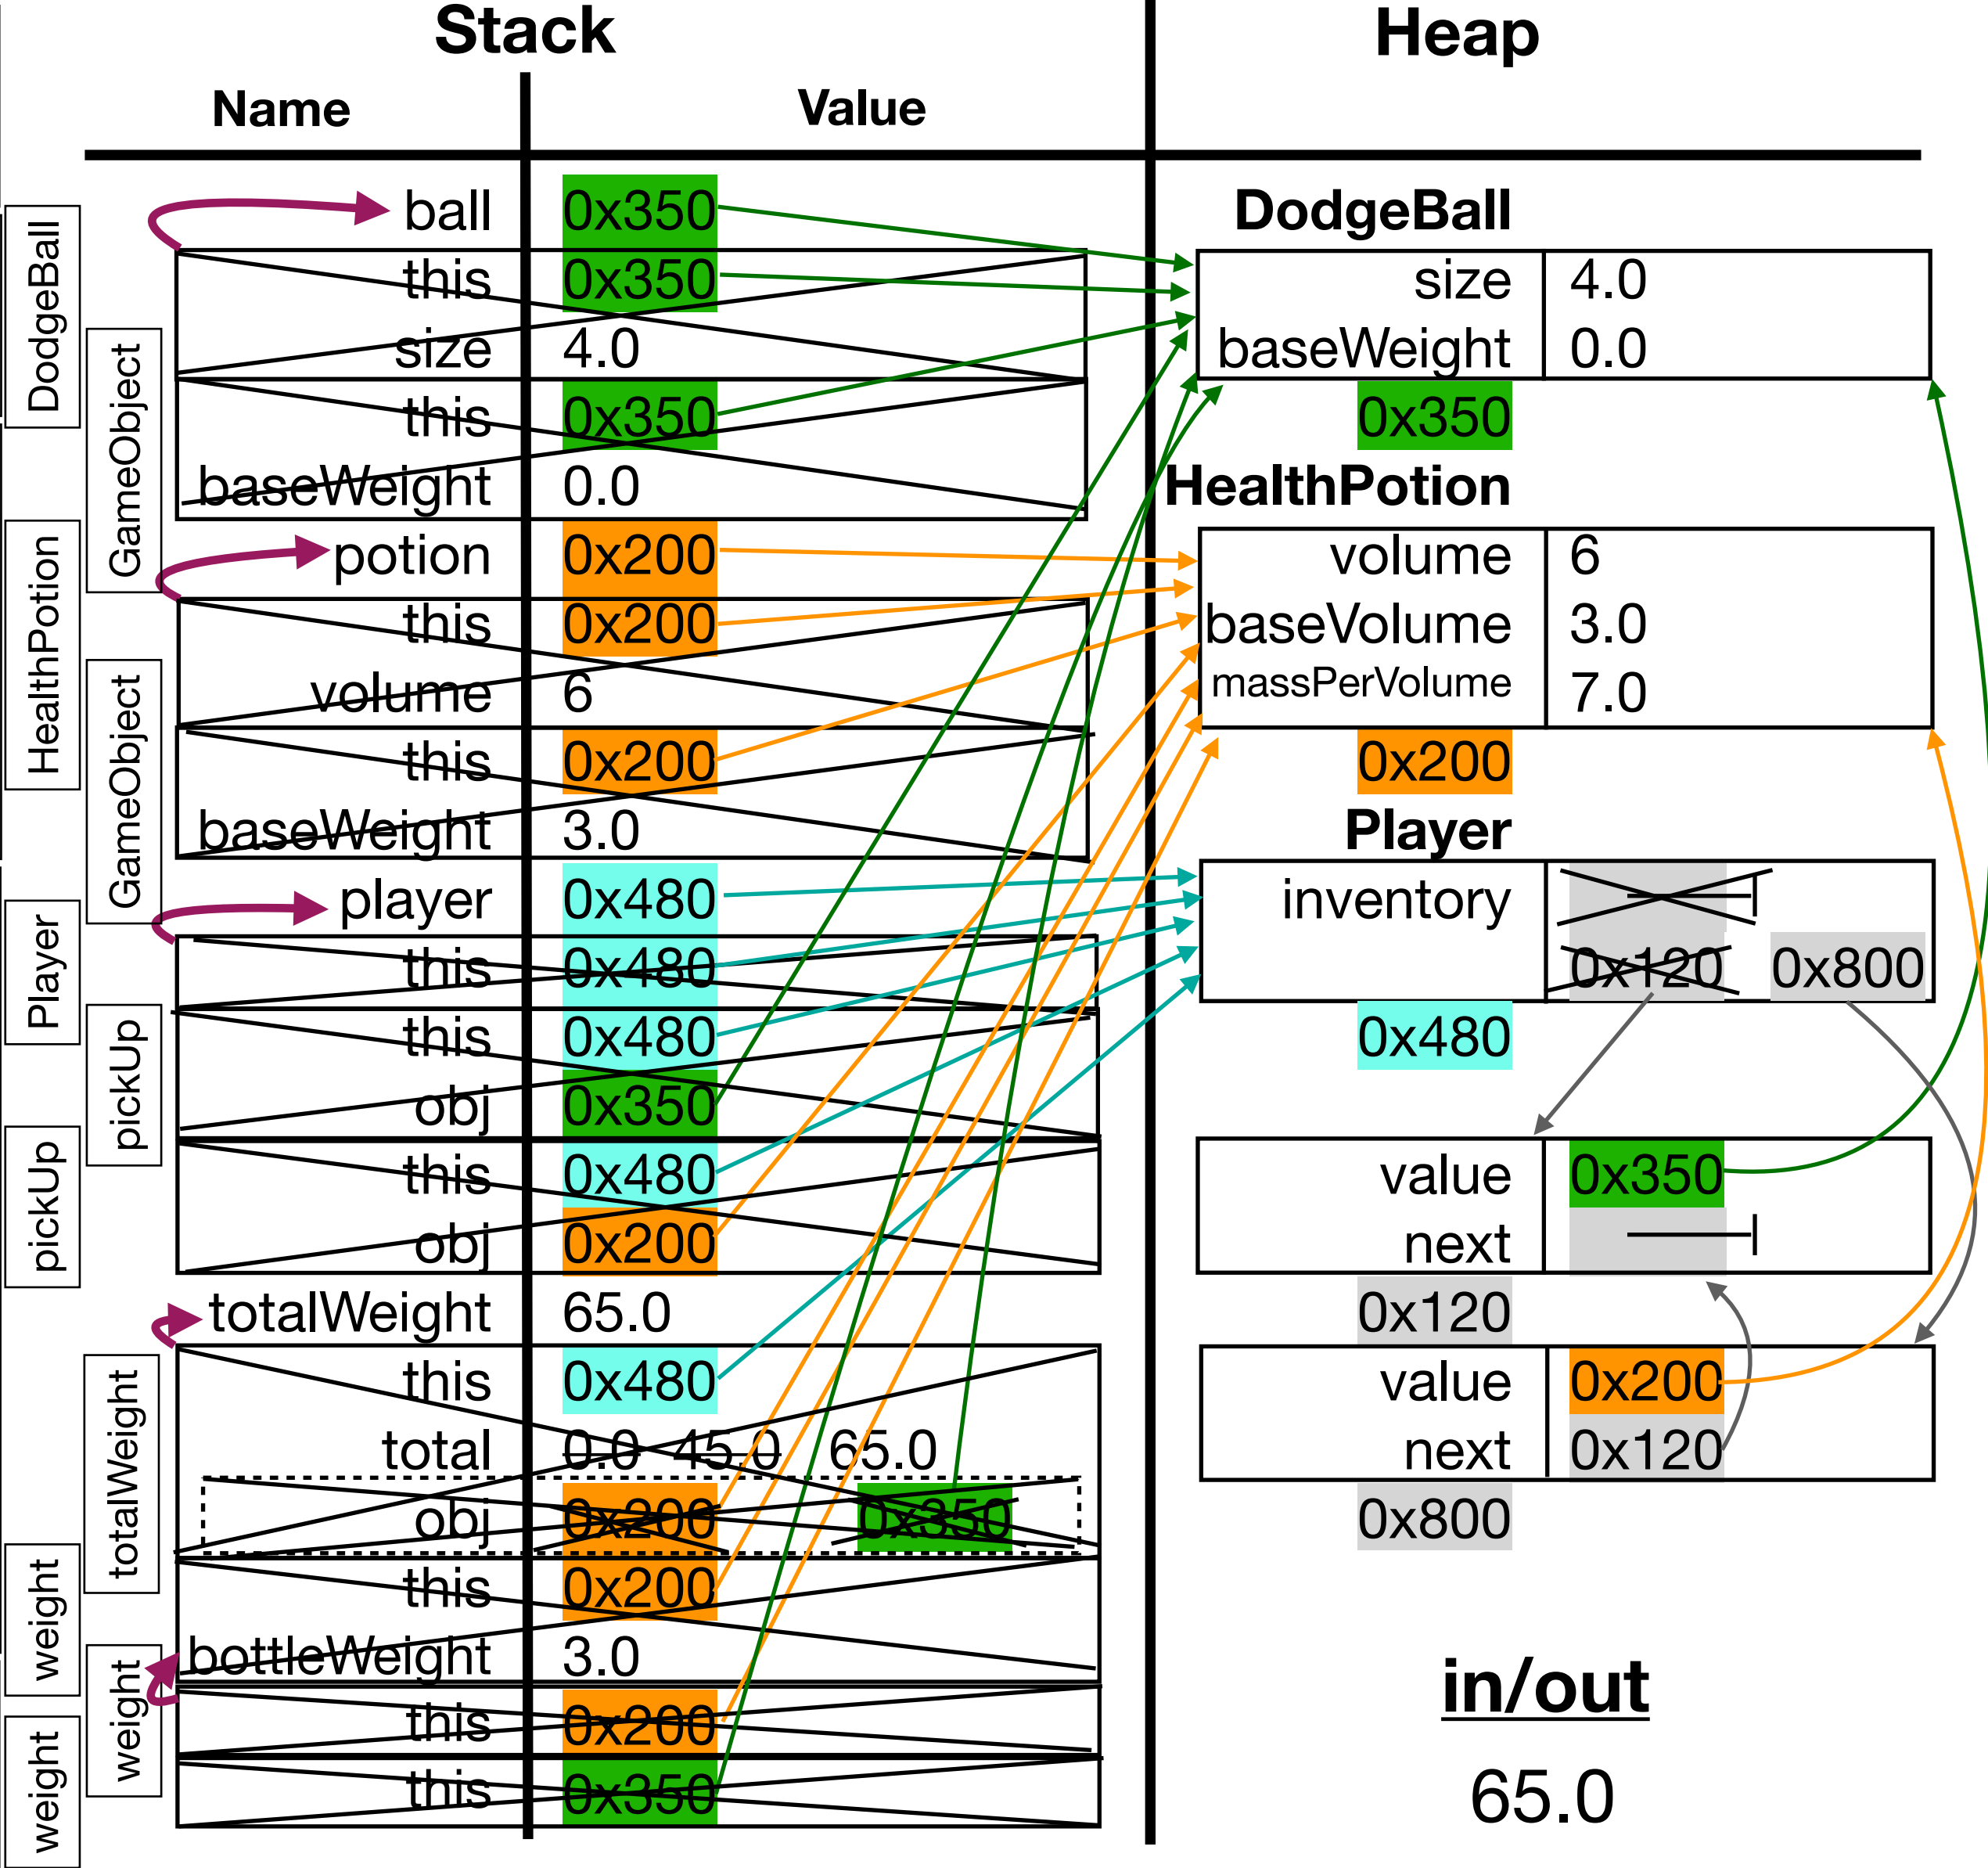 Stack
Heap
Name
Value
DodgeBall
GameObject
HealthPotion
GameObject
Player
pickUp
pickUp
totalWeight
weight
weight
weight
ball 0x350
this 0x350
size 4.0
this 0x350
baseWeight 0.0
potion 0x200
this 0x200
volume 6
this 0x200
baseWeight 3.0
player 0x480
this 0x480
this 0x480
obj 0x350
this 0x480
obj 0x200
totalWeight 65.0
this 0x480
total 0.0 45.0 65.0
obj 0x200 0x350
this 0x200
bottleWeight 3.0
this 0x200
this 0x350
DodgeBall
size 4.0
baseWeight 0.0
0x350
HealthPotion
volume 6
baseVolume 3.0
massPerVolume 7.0
0x200
Player
inventory
0x120 0x800
0x480
value 0x350
next
0x120
value 0x200
next 0x120
0x800
in/out
65.0